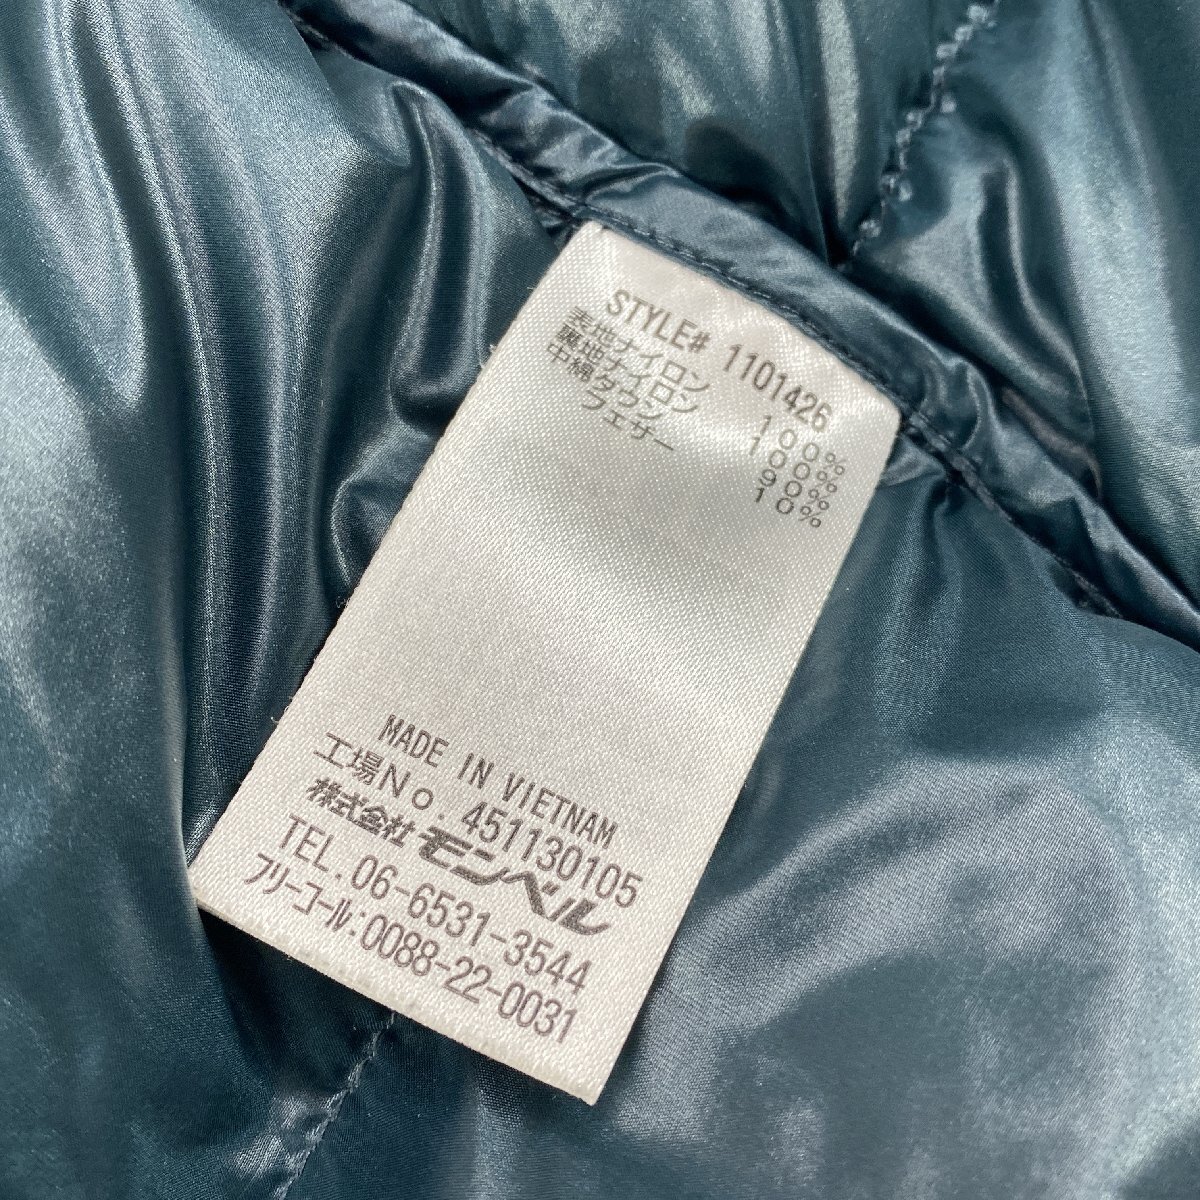 STYLE# 1101426
表地ナイロン 100%
裏地ナイロン 100%
中綿ダウン 90%
フェザー 10%
MADE IN VIETNAM
工場No. 451130105
株式会社モンベル
TEL. 06-6531-3544
フリーコール:0088-22-0031